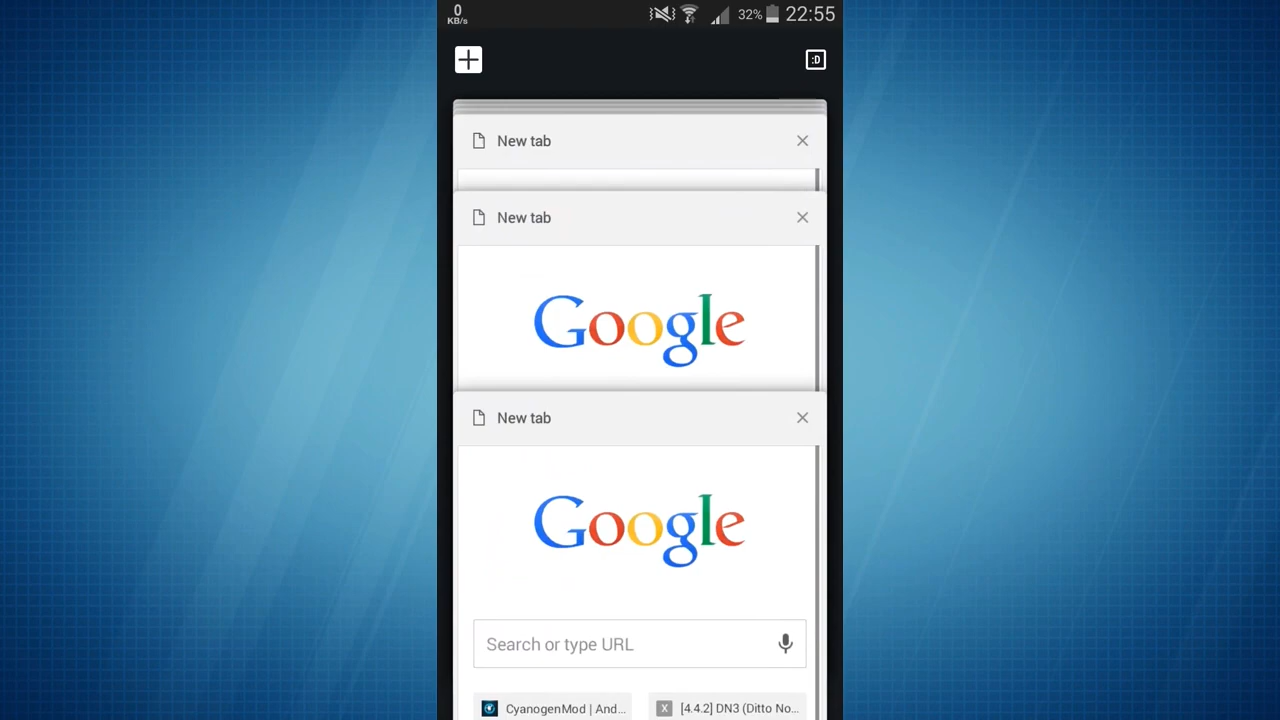 0
KB/s
32%
22:55
:D
New tab
New tab
Google
New tab
Google
Search or type URL
CyanogenMod | And...
X
[4.4.2] DN3 (Ditto No...